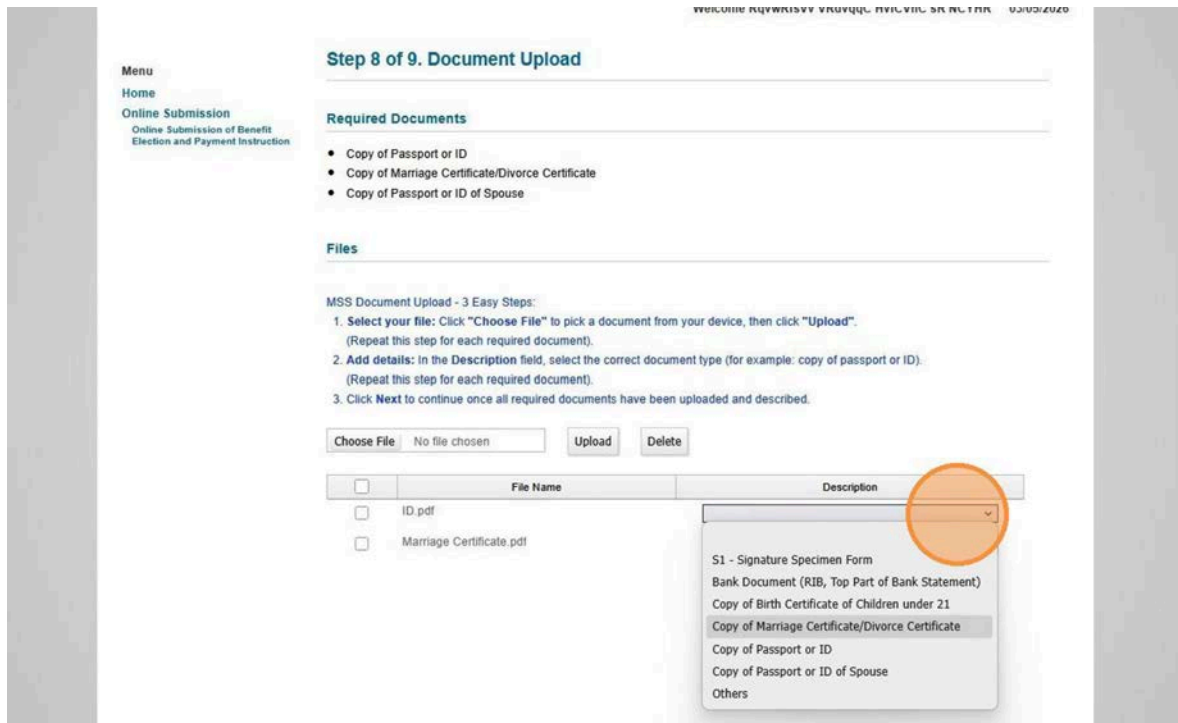 Welcome
03/05/2026
Menu
Home
Online Submission
Online Submission of Benefit
Election and Payment Instruction
Step 8 of 9. Document Upload
Required Documents
• Copy of Passport or ID
• Copy of Marriage Certificate/Divorce Certificate
• Copy of Passport or ID of Spouse
Files
MSS Document Upload - 3 Easy Steps:
1. Select your file: Click "Choose File" to pick a document from your device, then click "Upload".
(Repeat this step for each required document).
2. Add details: In the Description field, select the correct document type (for example: copy of passport or ID).
(Repeat this step for each required document).
3. Click Next to continue once all required documents have been uploaded and described.
Choose File No file chosen Upload Delete
File Name Description
ID.pdf
Marriage Certificate.pdf
S1 - Signature Specimen Form
Bank Document (RIB, Top Part of Bank Statement)
Copy of Birth Certificate of Children under 21
Copy of Marriage Certificate/Divorce Certificate
Copy of Passport or ID
Copy of Passport or ID of Spouse
Others